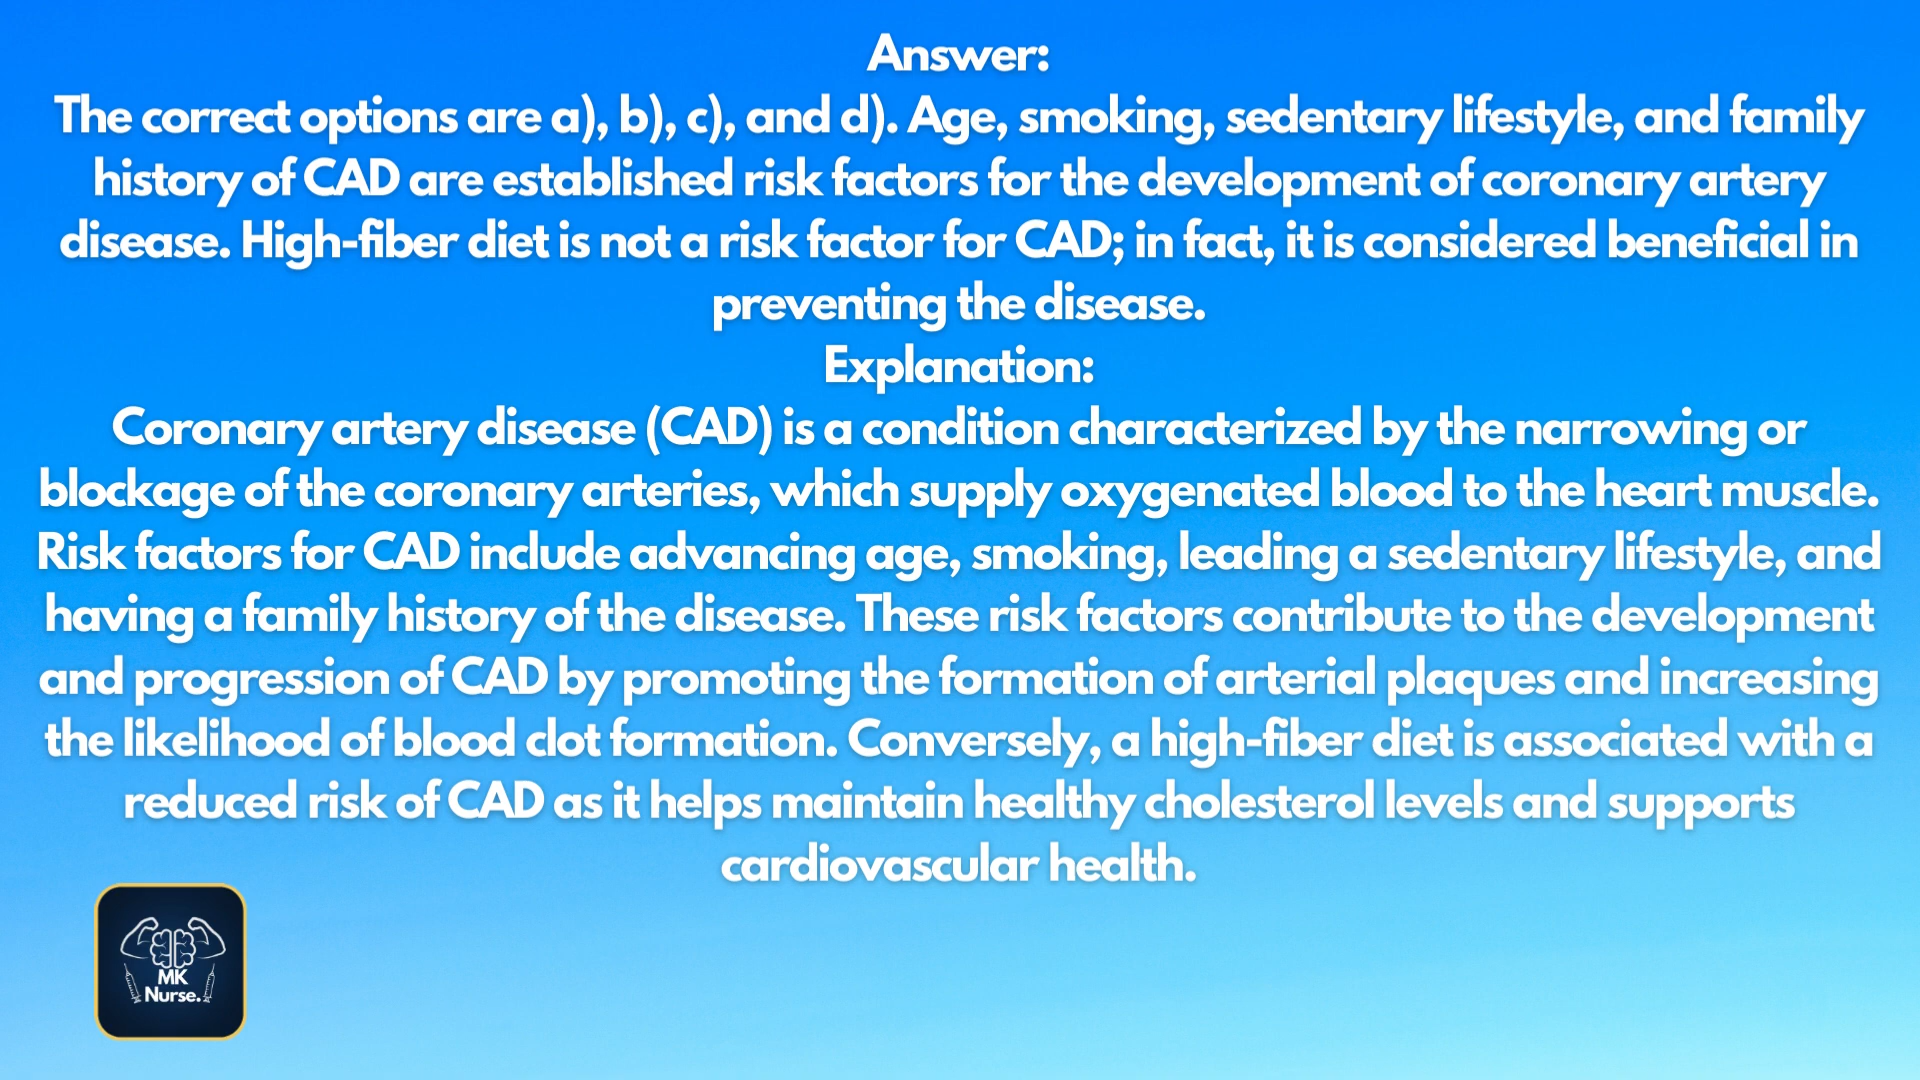 Answer:
The correct options are a), b), c), and d). Age, smoking, sedentary lifestyle, and family
history of CAD are established risk factors for the development of coronary artery
disease. High-fiber diet is not a risk factor for CAD; in fact, it is considered beneficial in
preventing the disease.
Explanation:
Coronary artery disease (CAD) is a condition characterized by the narrowing or
blockage of the coronary arteries, which supply oxygenated blood to the heart muscle.
Risk factors for CAD include advancing age, smoking, leading a sedentary lifestyle, and
having a family history of the disease. These risk factors contribute to the development
and progression of CAD by promoting the formation of arterial plaques and increasing
the likelihood of blood clot formation. Conversely, a high-fiber diet is associated with a
reduced risk of CAD as it helps maintain healthy cholesterol levels and supports
cardiovascular health.
MK
Nurse.